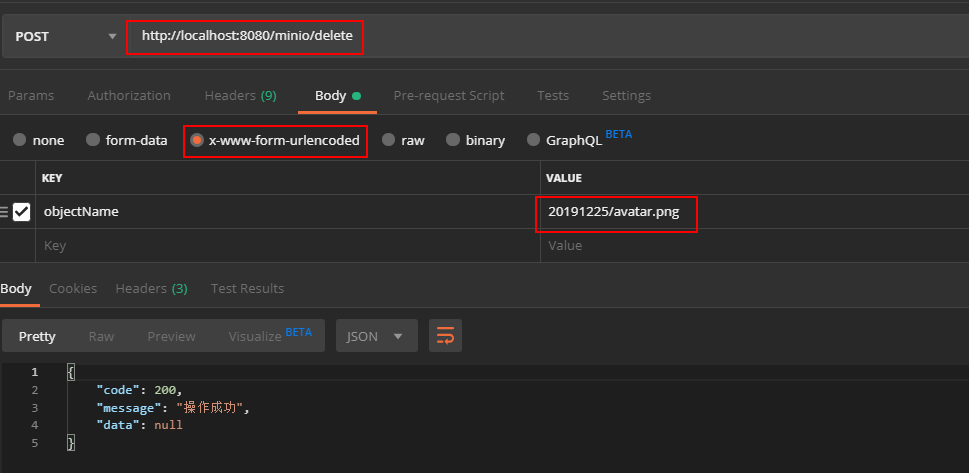 POST http://localhost:8080/minio/delete
Params Authorization Headers (9) Body Pre-request Script Tests Settings
none form-data x-www-form-urlencoded raw binary GraphQL BETA
KEY VALUE
objectName 20191225/avatar.png
Key Value
Body Cookies Headers (3) Test Results
Pretty Raw Preview Visualize BETA JSON
1 {
2 "code": 200,
3 "message": "操作成功",
4 "data": null
5 }